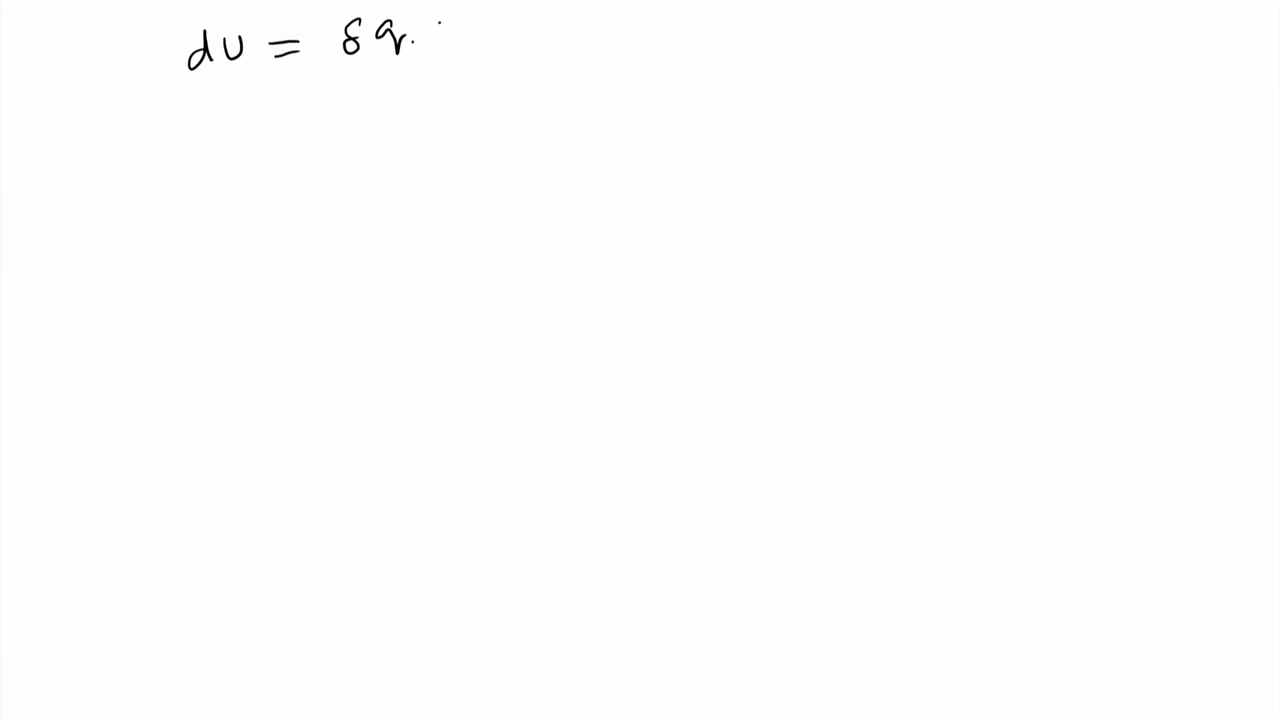 dU = δq